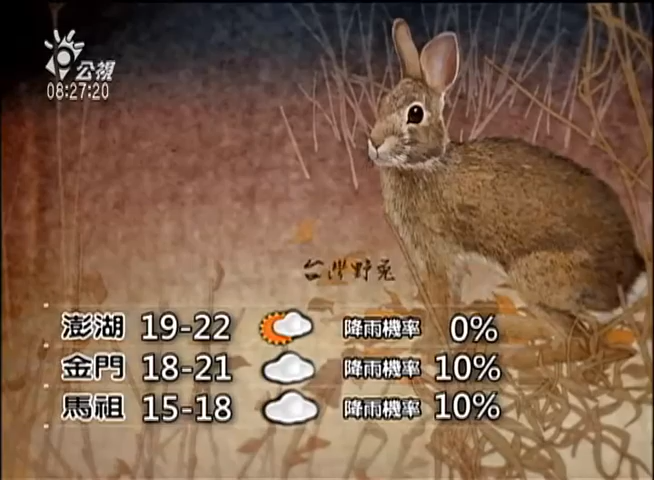 公視
08:27:20
台灣野兔
澎湖 19-22 降雨機率 0%
金門 18-21 降雨機率 10%
馬祖 15-18 降雨機率 10%